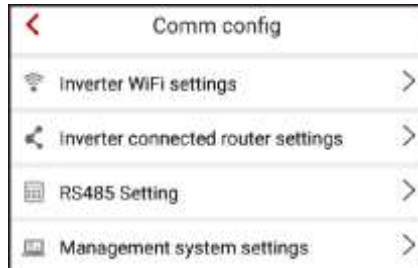 Comm config
Inverter WiFi settings
Inverter connected router settings
RS485 Setting
Management system settings